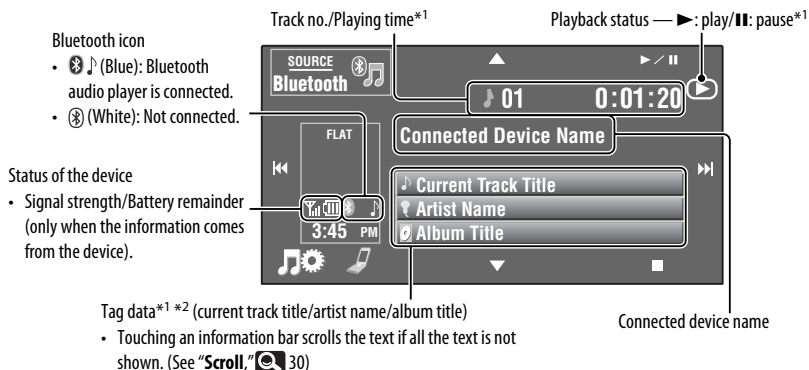 Track no./Playing time*1
Playback status — ►: play/❚❚: pause*1
Bluetooth icon
• (Blue): Bluetooth
audio player is connected.
• (White): Not connected.
Status of the device
• Signal strength/Battery remainder
(only when the information comes
from the device).
SOURCE
Bluetooth
01
0:01:20
FLAT
Connected Device Name
Current Track Title
Artist Name
Album Title
3:45 PM
Tag data*1 *2 (current track title/artist name/album title)
• Touching an information bar scrolls the text if all the text is not
shown. (See “Scroll,” 30)
Connected device name